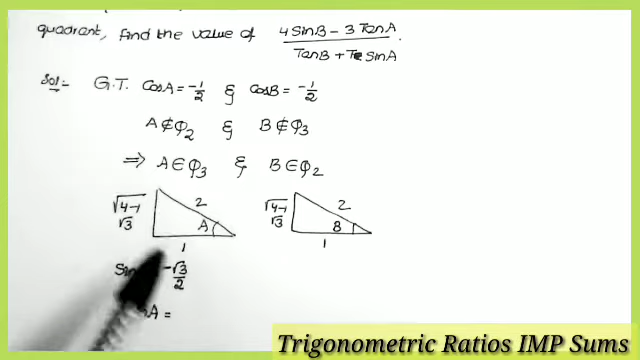 quadrant, find the value of 4 SinB - 3 TanA / TanB + SinA .
Sol:- G.T. CosA = -1/2 & CosB = -1/2
A∉Q2 & B∉Q3
⇒ A∈Q3 & B∈Q2
√4-1 2 √4-1 2
√3 A √3 B
1 1
-√3/2
A =
Trigonometric Ratios IMP Sums